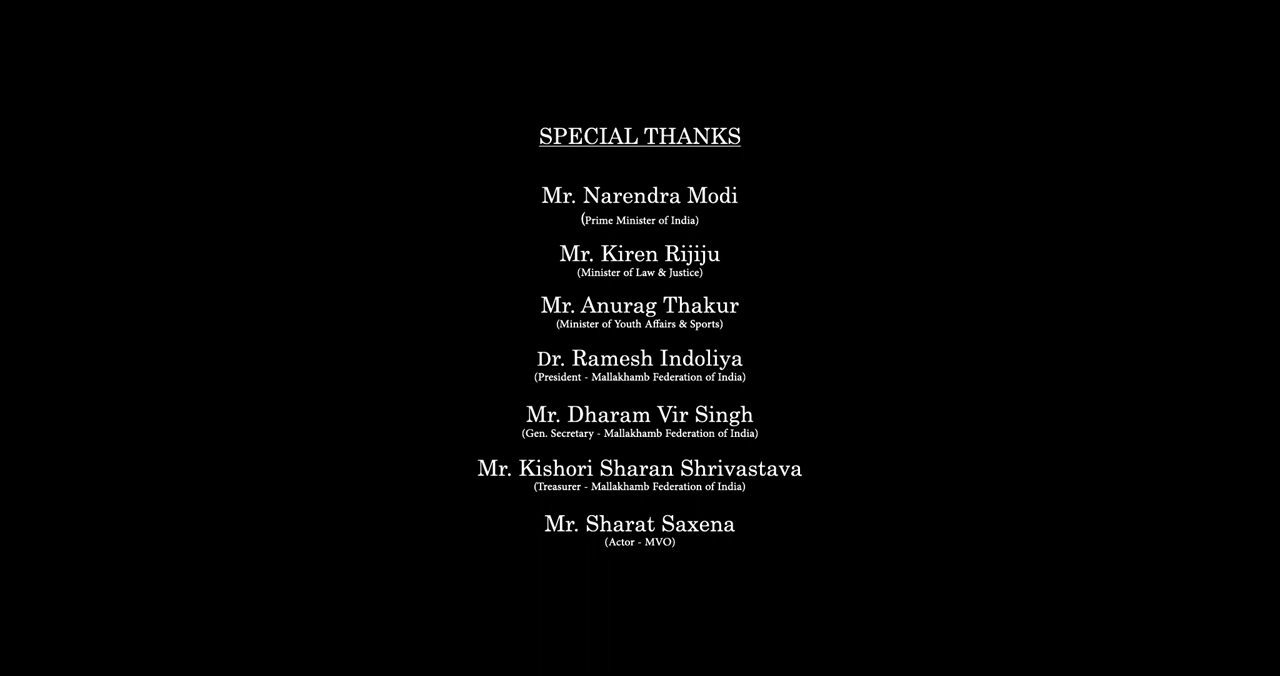 SPECIAL THANKS
Mr. Narendra Modi
(Prime Minister of India)
Mr. Kiren Rijiju
(Minister of Law & Justice)
Mr. Anurag Thakur
(Minister of Youth Affairs & Sports)
Dr. Ramesh Indoliya
(President - Mallakhamb Federation of India)
Mr. Dharam Vir Singh
(Gen. Secretary - Mallakhamb Federation of India)
Mr. Kishori Sharan Shrivastava
(Treasurer - Mallakhamb Federation of India)
Mr. Sharat Saxena
(Actor - MVO)